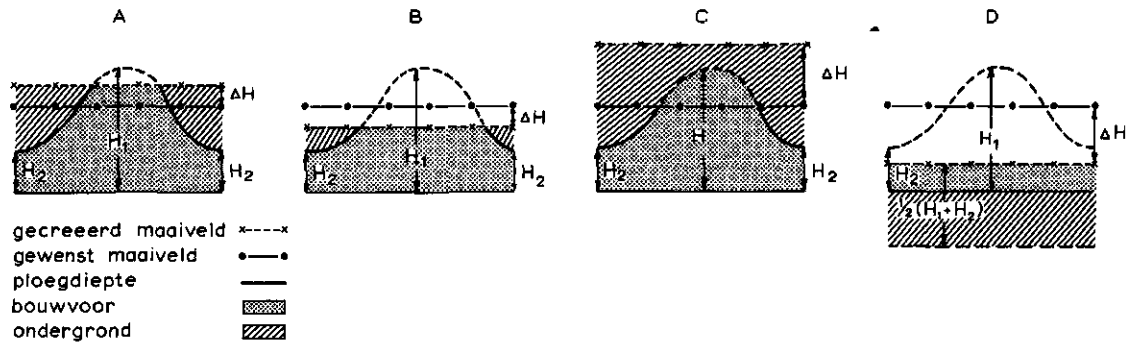 A B C D
ΔH ΔH ΔH ΔH
H₁ H₁ H H₁
H₂ H₂ H₂ H₂ H₂ H₂ H₂
½(H₁+H₂)
gecreeerd maaiveld x----x
gewenst maaiveld
ploegdiepte
bouwvoor
ondergrond